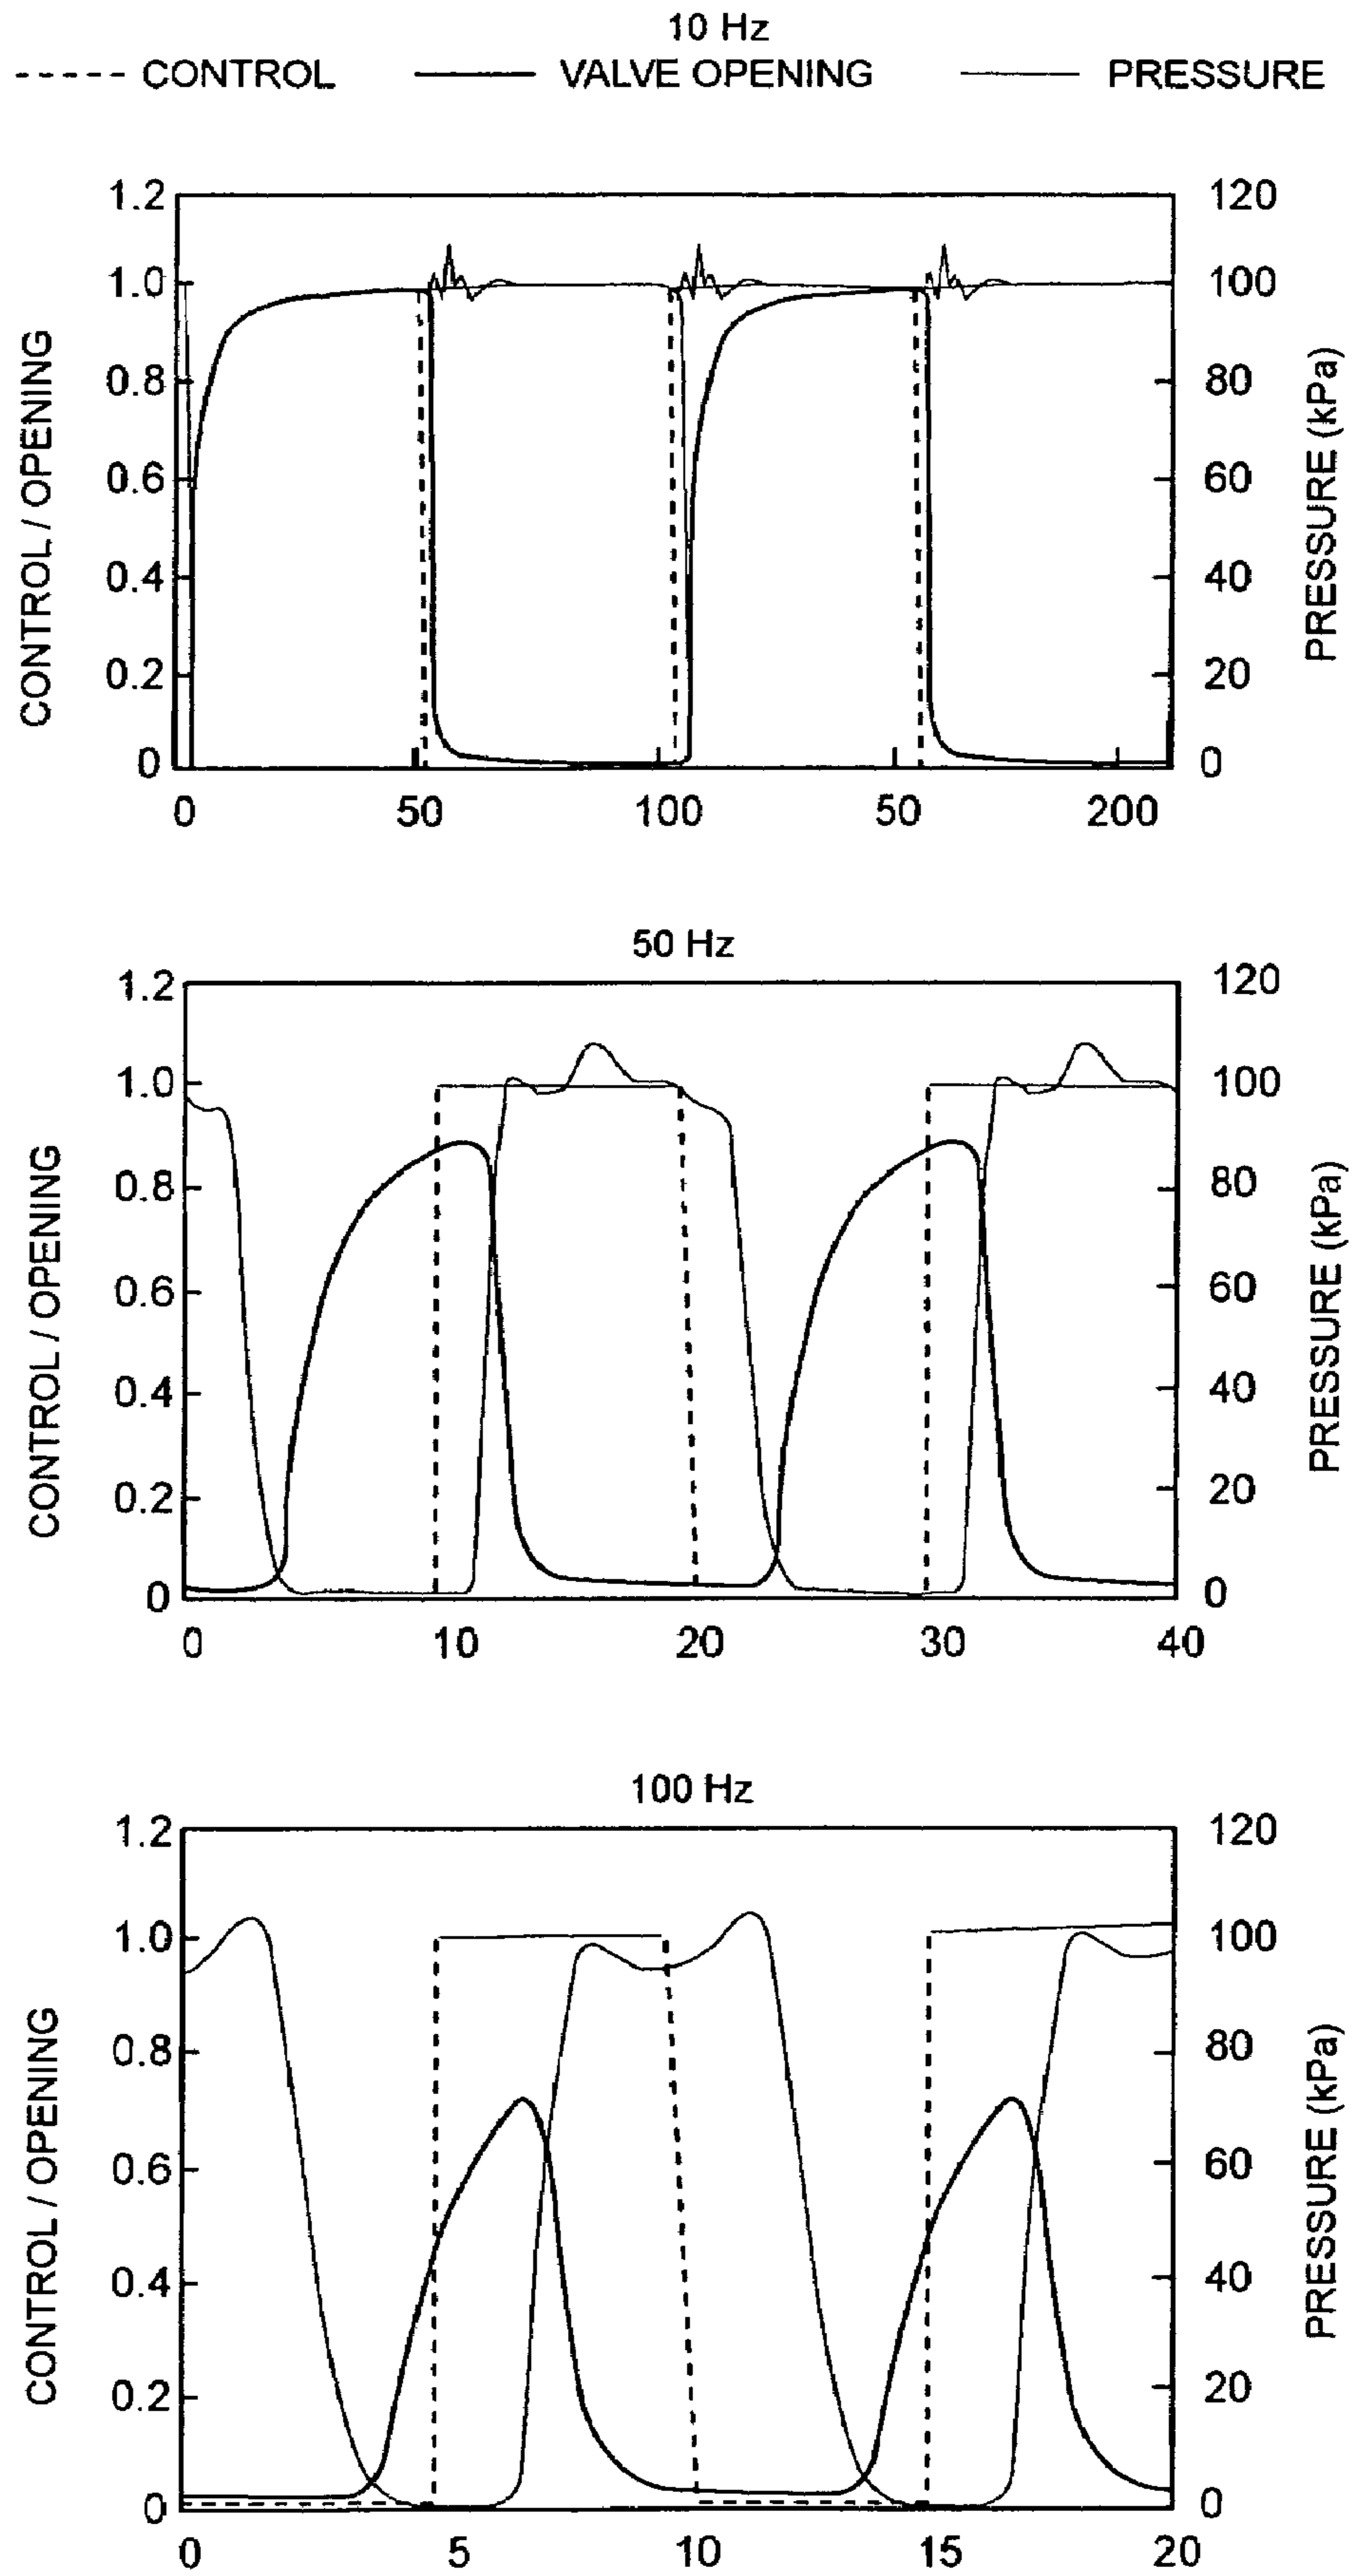 10 Hz
CONTROL VALVE OPENING PRESSURE
1.2 120
1.0 100
0.8 80
0.6 60
0.4 40
0.2 20
0 0
CONTROL / OPENING
PRESSURE (kPa)
0 50 100 50 200
50 Hz
1.2 120
1.0 100
0.8 80
0.6 60
0.4 40
0.2 20
0 0
CONTROL / OPENING
PRESSURE (kPa)
0 10 20 30 40
100 Hz
1.2 120
1.0 100
0.8 80
0.6 60
0.4 40
0.2 20
0 0
CONTROL / OPENING
PRESSURE (kPa)
0 5 10 15 20